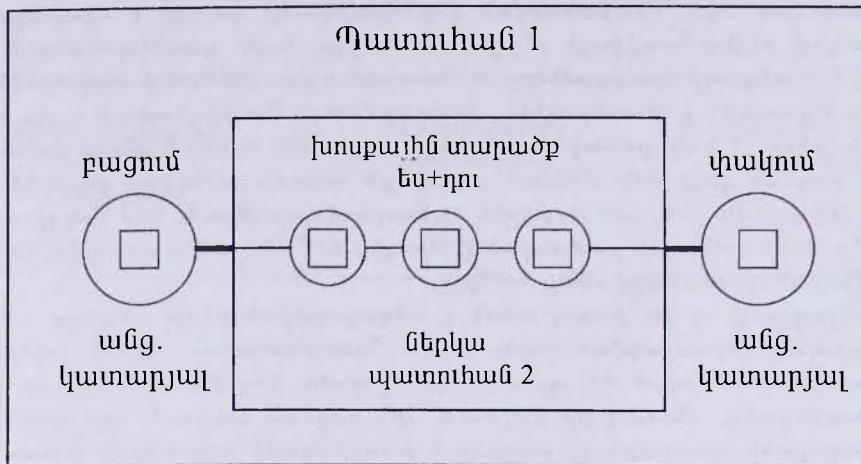 Պատուհան 1
բացում
խոսքային տարածք
ես+դու
փակում
անց.
կատարյալ
ներկա
պատուհան 2
անց.
կատարյալ